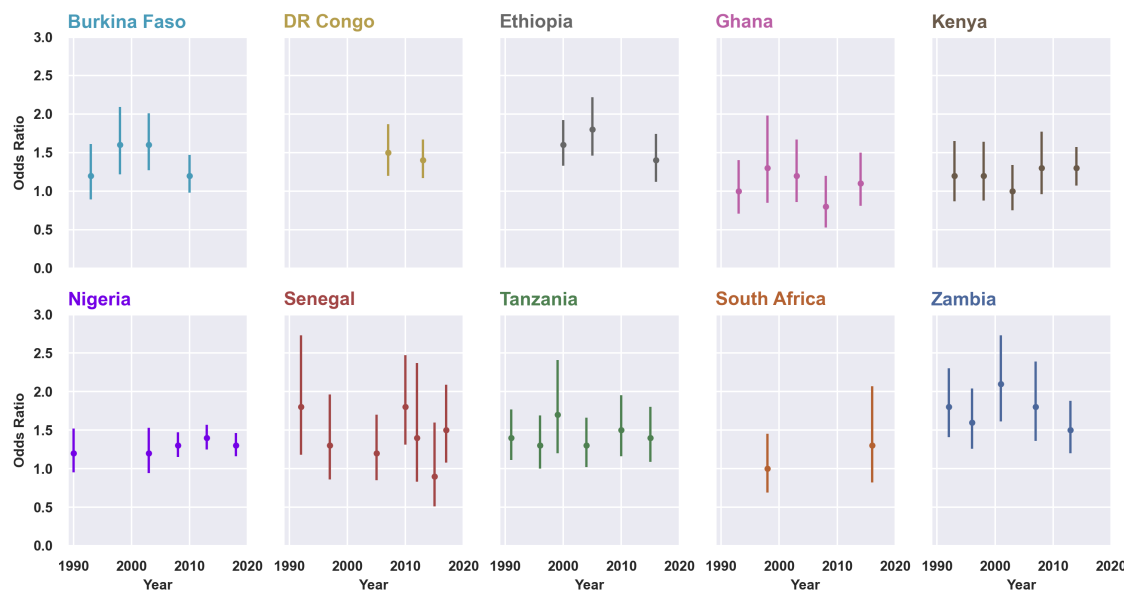 Burkina Faso DR Congo Ethiopia Ghana Kenya
3.0
2.5
2.0
1.5
1.0
0.5
0.0
Odds Ratio
Nigeria Senegal Tanzania South Africa Zambia
3.0
2.5
2.0
1.5
1.0
0.5
0.0
Odds Ratio
1990 2000 2010 2020 1990 2000 2010 2020 1990 2000 2010 2020 1990 2000 2010 2020 1990 2000 2010 2020
Year Year Year Year Year